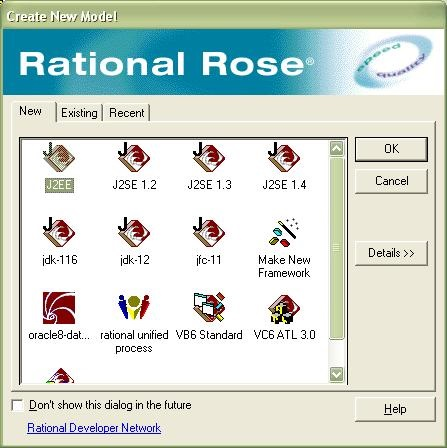 Create New Model
Rational Rose®
speed
quality
New Existing Recent
J2EE J2SE 1.2 J2SE 1.3 J2SE 1.4
OK
Cancel
jdk-116 jdk-12 jfc-11 Make New
Framework
Details >>
oracle8-dat... rational unified VB6 Standard VC6 ATL 3.0
process
Don't show this dialog in the future
Help
Rational Developer Network